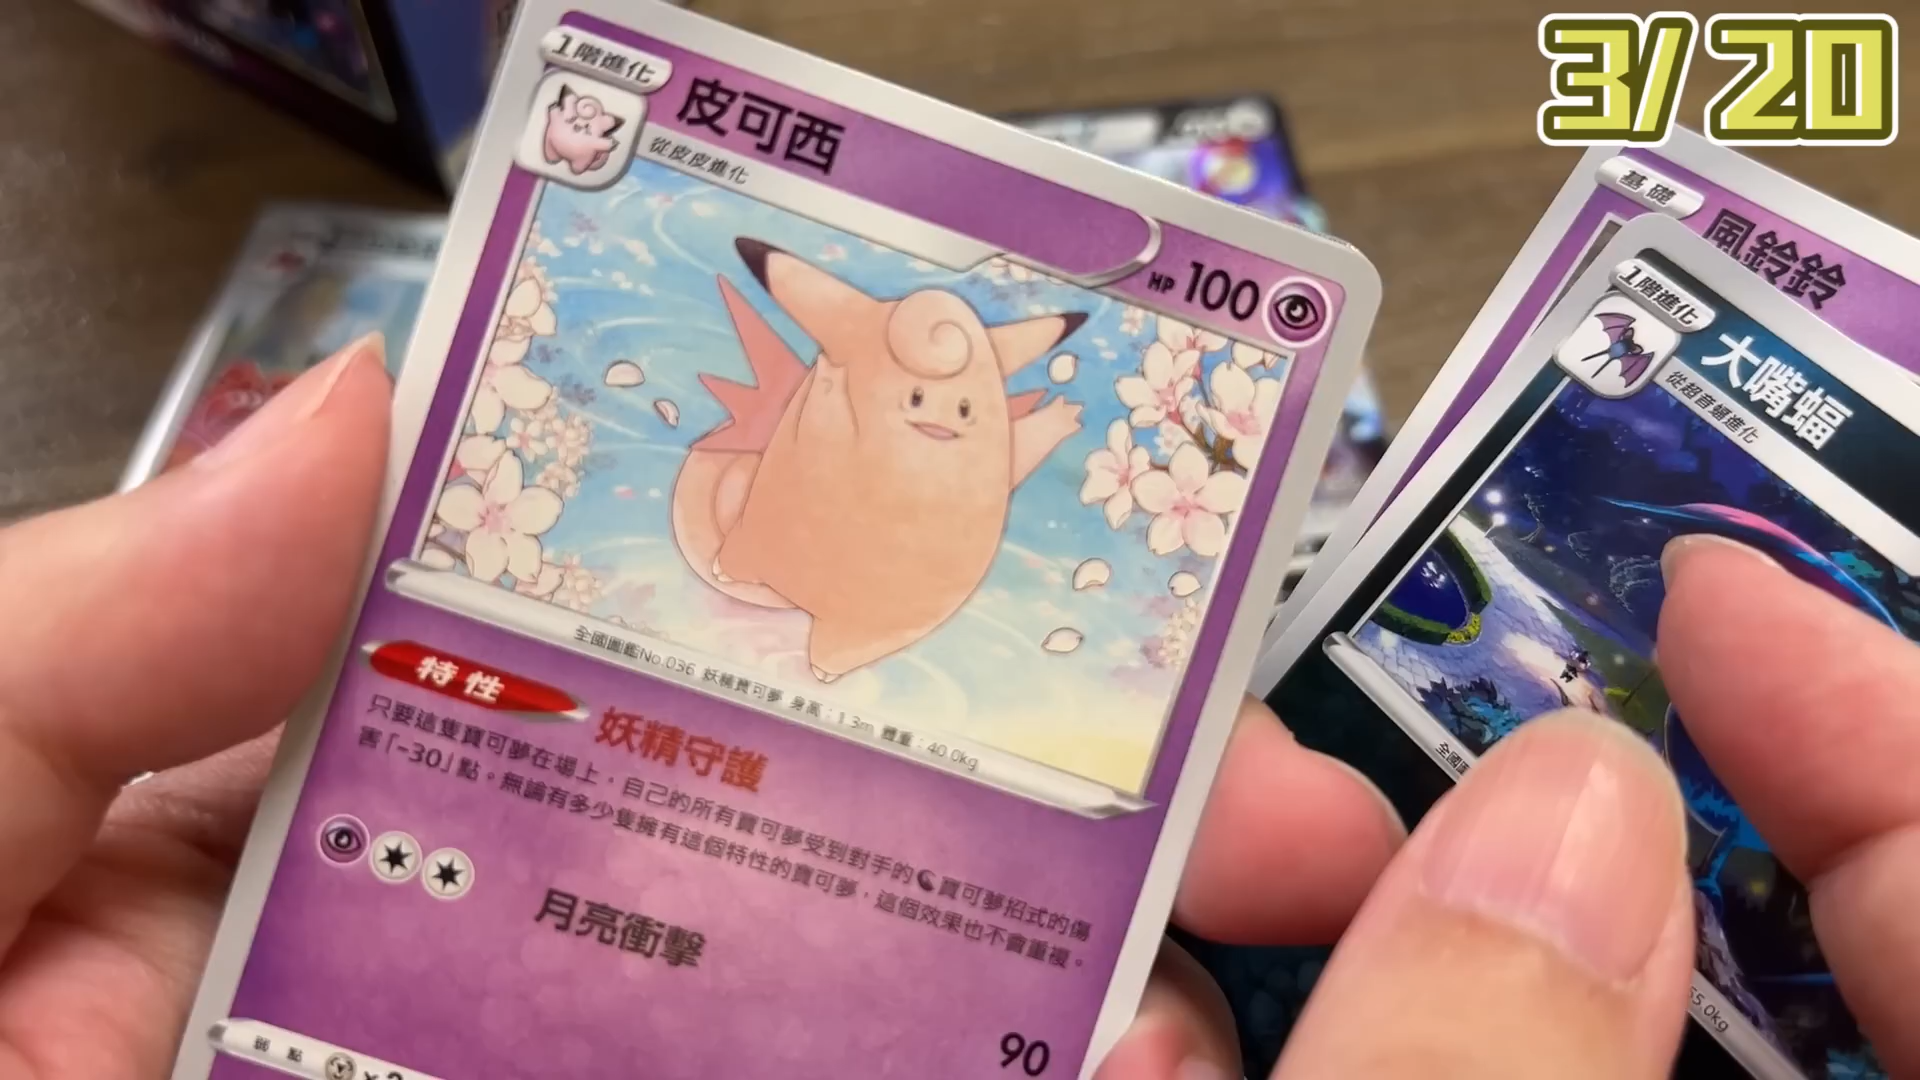 3/20
1階進化
皮可西
從皮皮進化
HP 100
全國圖鑑No.036 妖精寶可夢 身高：1.3m 體重：40.0kg
特性
妖精守護
只要這隻寶可夢在場上，自己的所有寶可夢受到對手的寶可夢招式的傷
害「-30」點。無論有多少隻擁有這個特性的寶可夢，這個效果也不會重複。
月亮衝擊
90
弱點
×2
基礎
風鈴鈴
1階進化
大嘴蝠
從超音蝠進化
全國圖
55.0kg